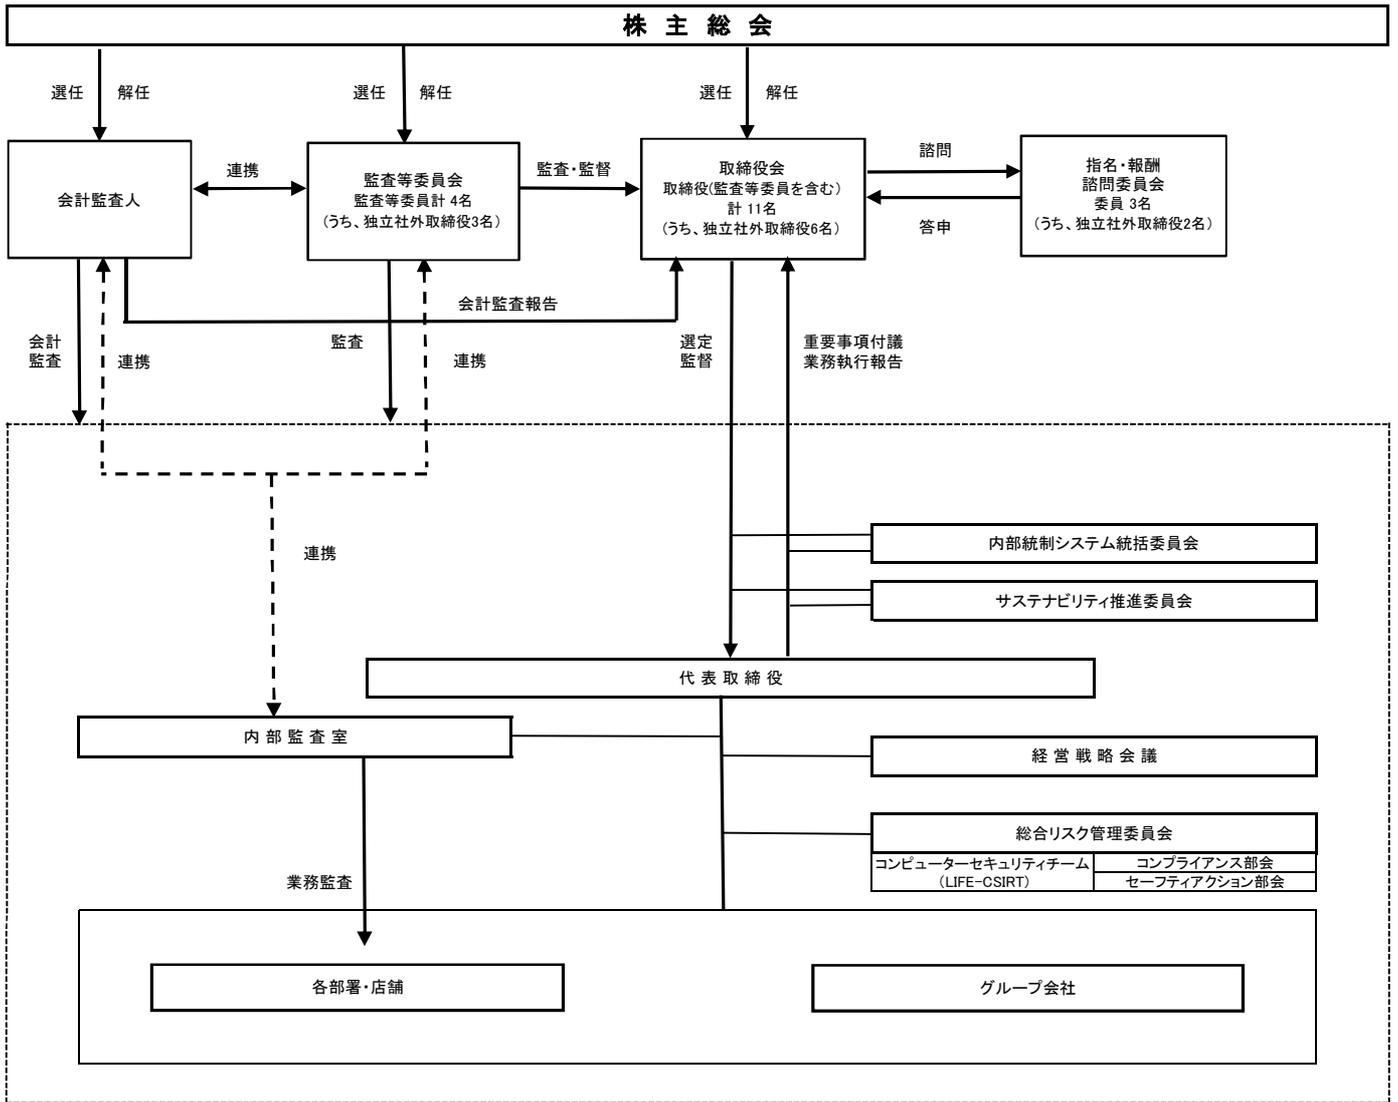 株主総会
選任
解任
選任
解任
選任
解任
会計監査人
連携
監査等委員会
監査等委員計 4名
(うち、独立社外取締役3名)
監査・監督
取締役会
取締役(監査等委員を含む)
計 11名
(うち、独立社外取締役6名)
諮問
答申
指名・報酬
諮問委員会
委員 3名
(うち、独立社外取締役2名)
会計監査報告
会計
監査
連携
監査
連携
選定
監督
重要事項付議
業務執行報告
連携
内部統制システム統括委員会
サステナビリティ推進委員会
代表取締役
内部監査室
経営戦略会議
総合リスク管理委員会
コンピューターセキュリティチーム
(LIFE-CSIRT)
コンプライアンス部会
セーフティアクション部会
業務監査
各部署・店舗
グループ会社